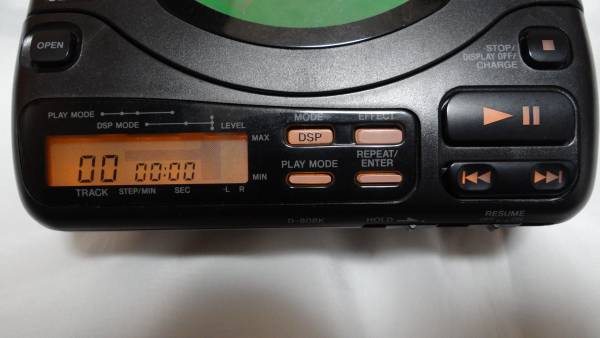 OPEN
STOP/
DISPLAY OFF/
CHARGE
PLAY MODE
DSP MODE
LEVEL
MAX
MIN
00 00:00
TRACK STEP/MIN SEC L R
MODE
DSP
EFFECT
PLAY MODE
REPEAT/
ENTER
HOLD
RESUME